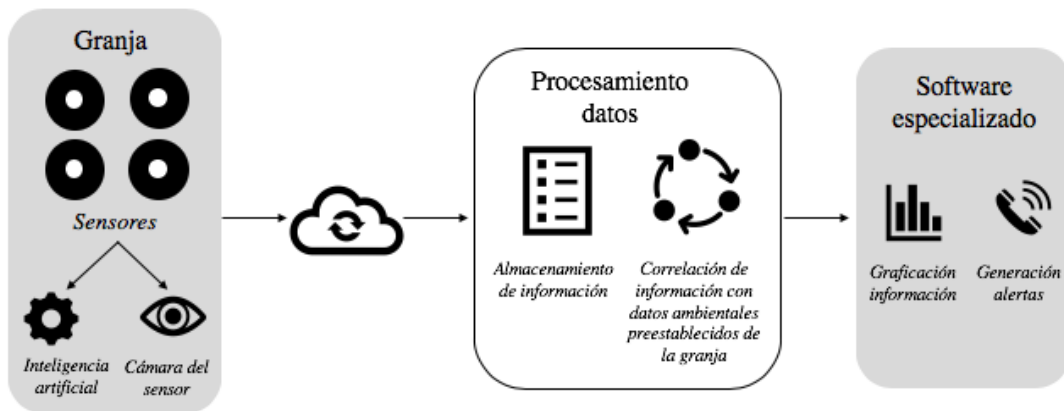 Granja
Sensores
Inteligencia
artificial
Cámara del
sensor
Procesamiento
datos
Almacenamiento
de información
Correlación de
información con
datos ambientales
preestablecidos de
la granja
Software
especializado
Graficación
información
Generación
alertas